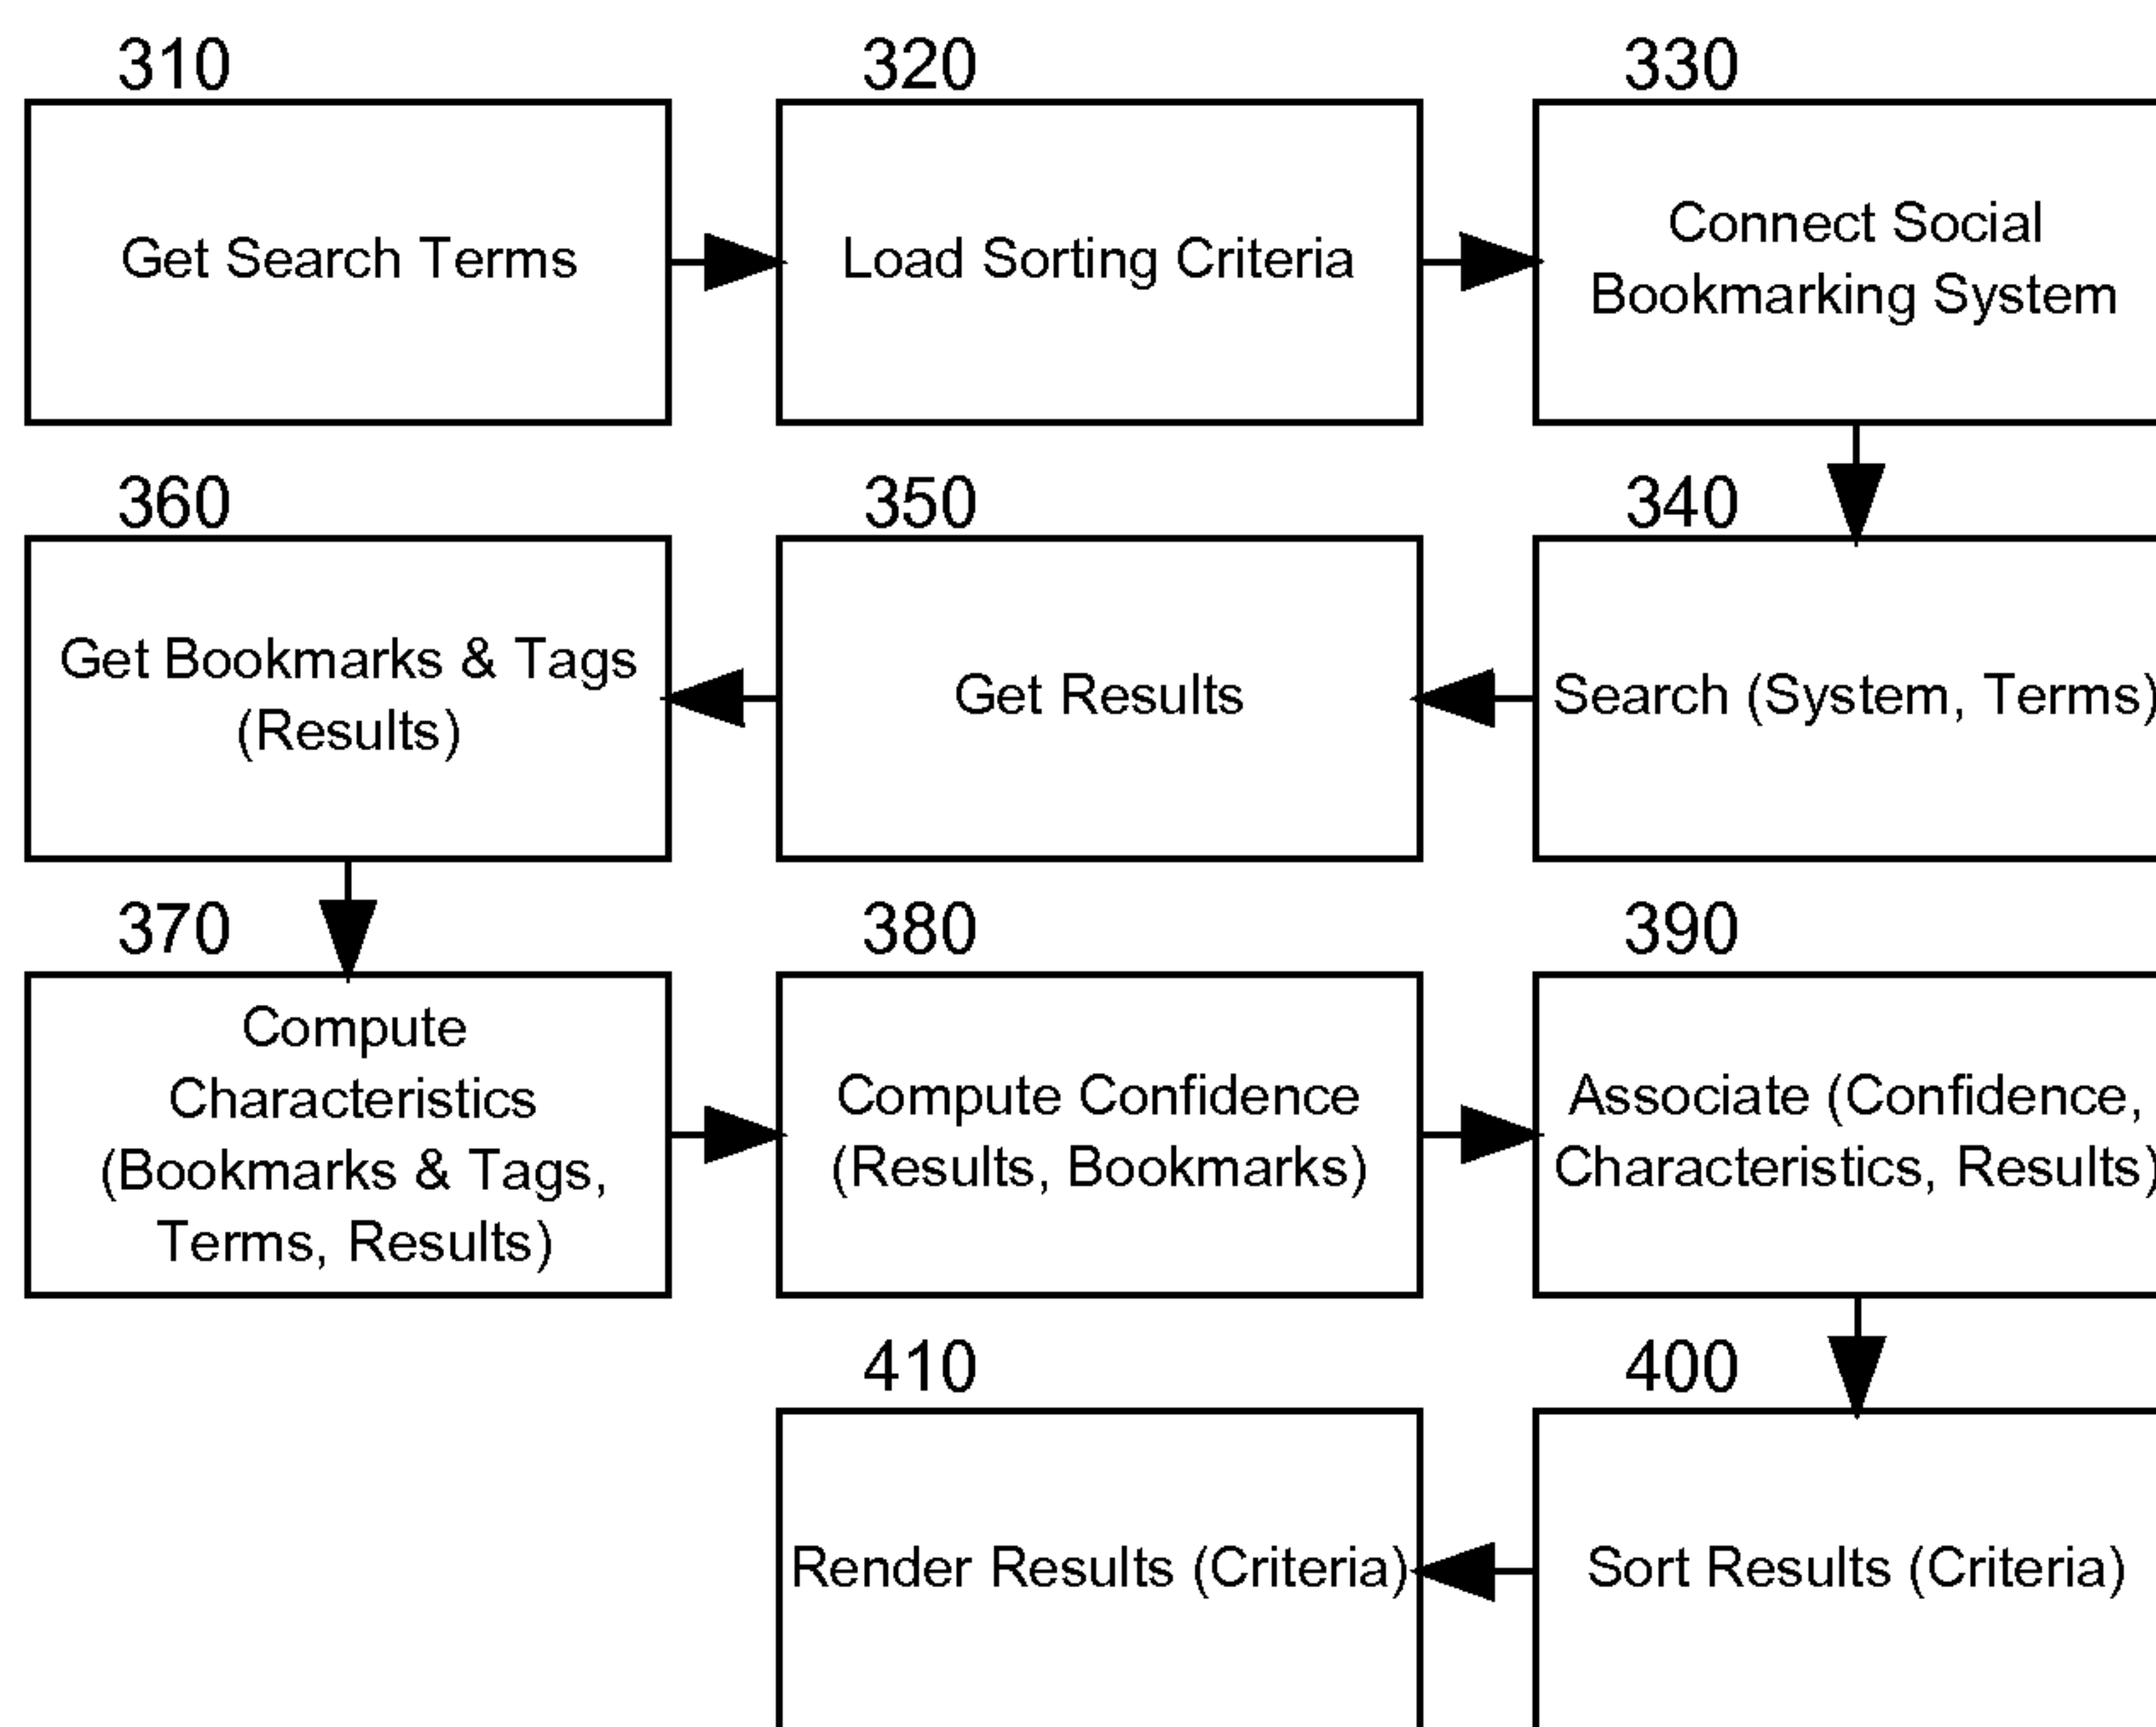 310
Get Search Terms
320
Load Sorting Criteria
330
Connect Social
Bookmarking System
340
Search (System, Terms)
350
Get Results
360
Get Bookmarks & Tags
(Results)
370
Compute
Characteristics
(Bookmarks & Tags,
Terms, Results)
380
Compute Confidence
(Results, Bookmarks)
390
Associate (Confidence,
Characteristics, Results)
400
Sort Results (Criteria)
410
Render Results (Criteria)